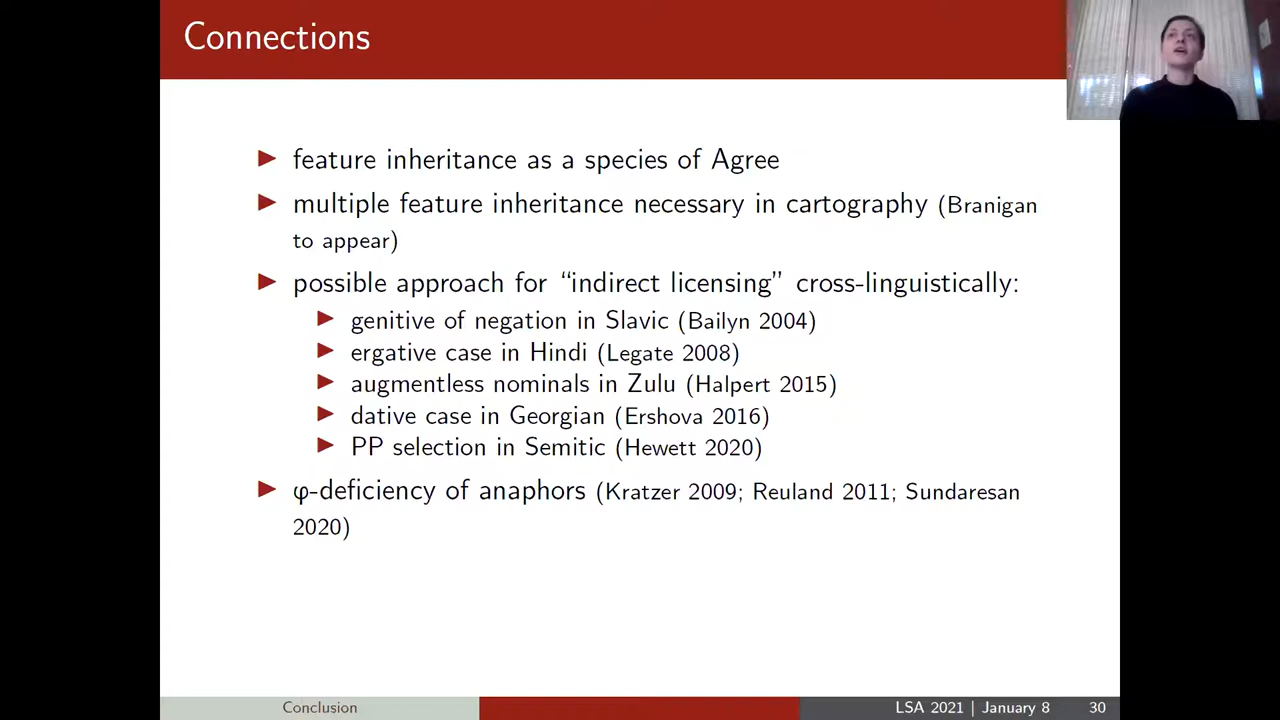 Connections
▶ feature inheritance as a species of Agree
▶ multiple feature inheritance necessary in cartography (Branigan
to appear)
▶ possible approach for “indirect licensing” cross-linguistically:
▶ genitive of negation in Slavic (Bailyn 2004)
▶ ergative case in Hindi (Legate 2008)
▶ augmentless nominals in Zulu (Halpert 2015)
▶ dative case in Georgian (Ershova 2016)
▶ PP selection in Semitic (Hewett 2020)
▶ φ-deficiency of anaphors (Kratzer 2009; Reuland 2011; Sundaresan
2020)
Conclusion LSA 2021 | January 8 30